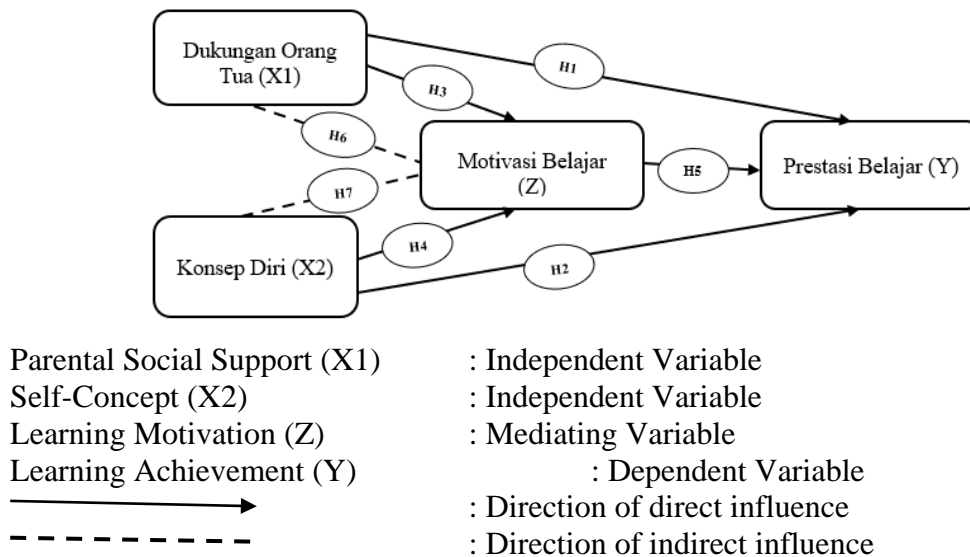 Dukungan Orang
Tua (X1)
H1
H3
H6
Motivasi Belajar
(Z)
H5
Prestasi Belajar (Y)
H7
Konsep Diri (X2)
H4
H2
Parental Social Support (X1) : Independent Variable
Self-Concept (X2) : Independent Variable
Learning Motivation (Z) : Mediating Variable
Learning Achievement (Y) : Dependent Variable
: Direction of direct influence
: Direction of indirect influence